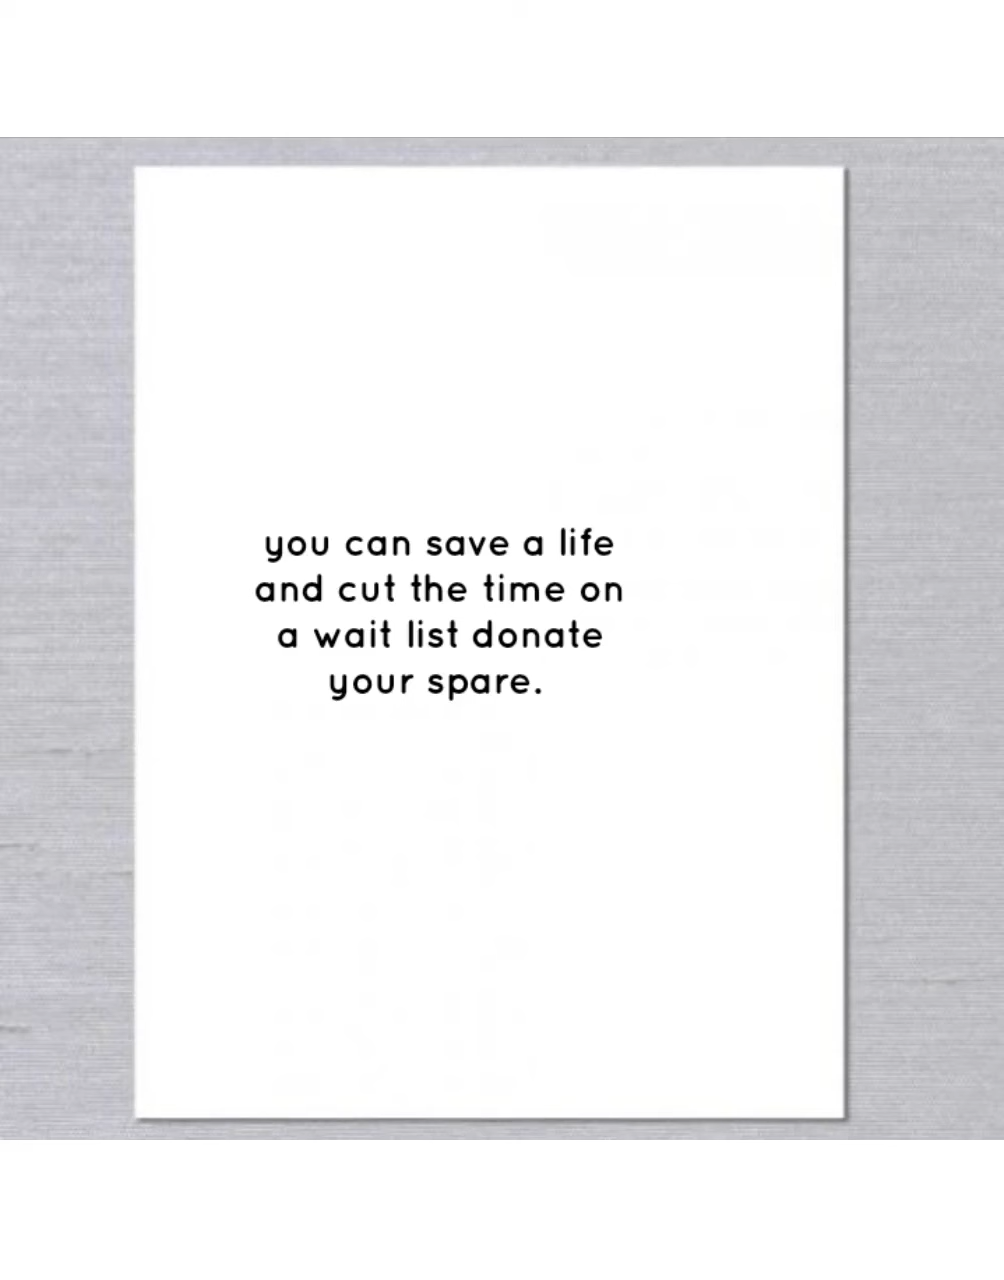 you can save a life
and cut the time on
a wait list donate
your spare.